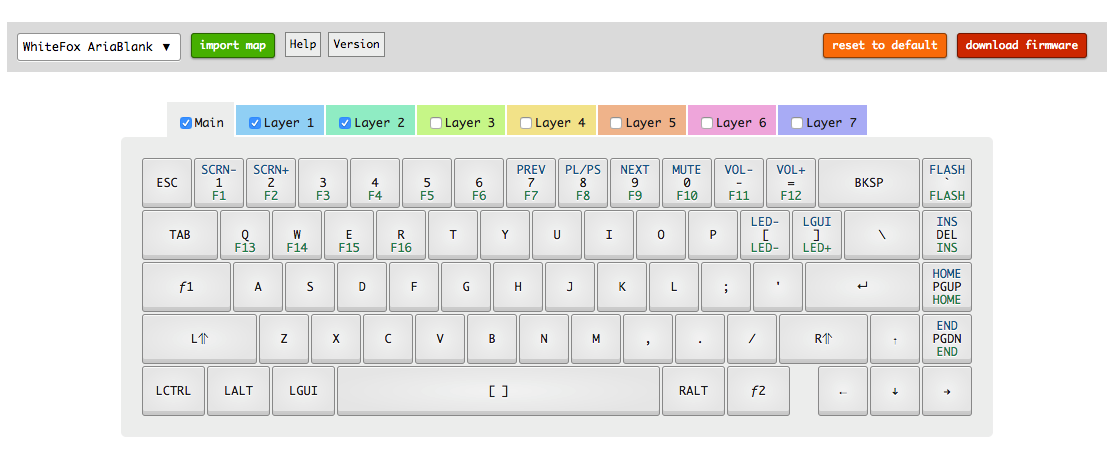 WhiteFox AriaBlank ▼ import map Help Version reset to default download firmware
Main Layer 1 Layer 2 Layer 3 Layer 4 Layer 5 Layer 6 Layer 7
SCRN- SCRN+ PREV PL/PS NEXT MUTE VOL- VOL+ FLASH
ESC 1 2 3 4 5 6 7 8 9 0 - = BKSP `
F1 F2 F3 F4 F5 F6 F7 F8 F9 F10 F11 F12 FLASH
LED- LGUI INS
TAB Q W E R T Y U I O P [ ] \ DEL
F13 F14 F15 F16 LED- LED+ INS
HOME
ƒ1 A S D F G H J K L ; ' ↵ PGUP
HOME
END
L⇑ Z X C V B N M , . / R⇑ ↑ PGDN
END
LCTRL LALT LGUI [ ] RALT ƒ2 ← ↓ →